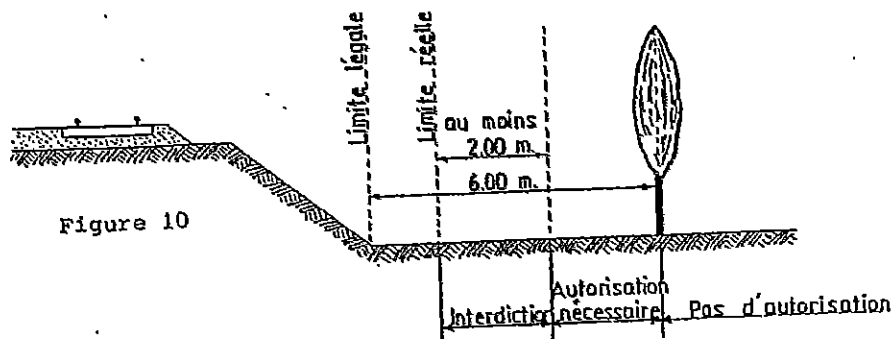 Limite légale
Limite réelle
au moins
2.00 m.
6.00 m.
Figure 10
Interdiction
Autorisation
nécessaire
Pas d'autorisation